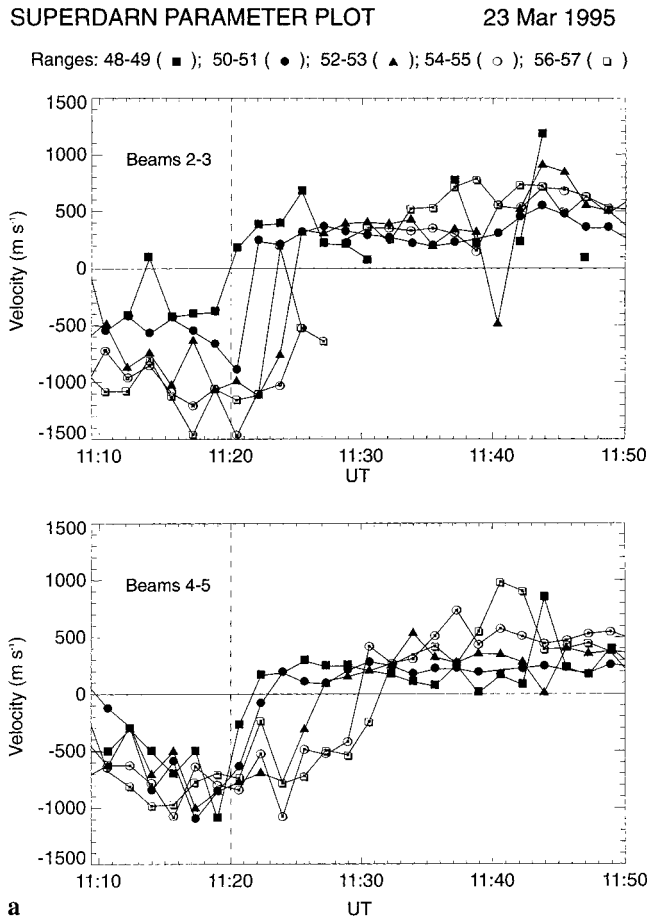 SUPERDARN PARAMETER PLOT 23 Mar 1995
Ranges: 48-49 ( ■ ); 50-51 ( ● ); 52-53 ( ▲ ); 54-55 ( ○ ); 56-57 ( □ )
1500
1000
500
0
-500
-1000
-1500
Velocity (m s⁻¹)
Beams 2-3
11:10 11:20 11:30 11:40 11:50
UT
1500
1000
500
0
-500
-1000
-1500
Velocity (m s⁻¹)
Beams 4-5
11:10 11:20 11:30 11:40 11:50
UT
a